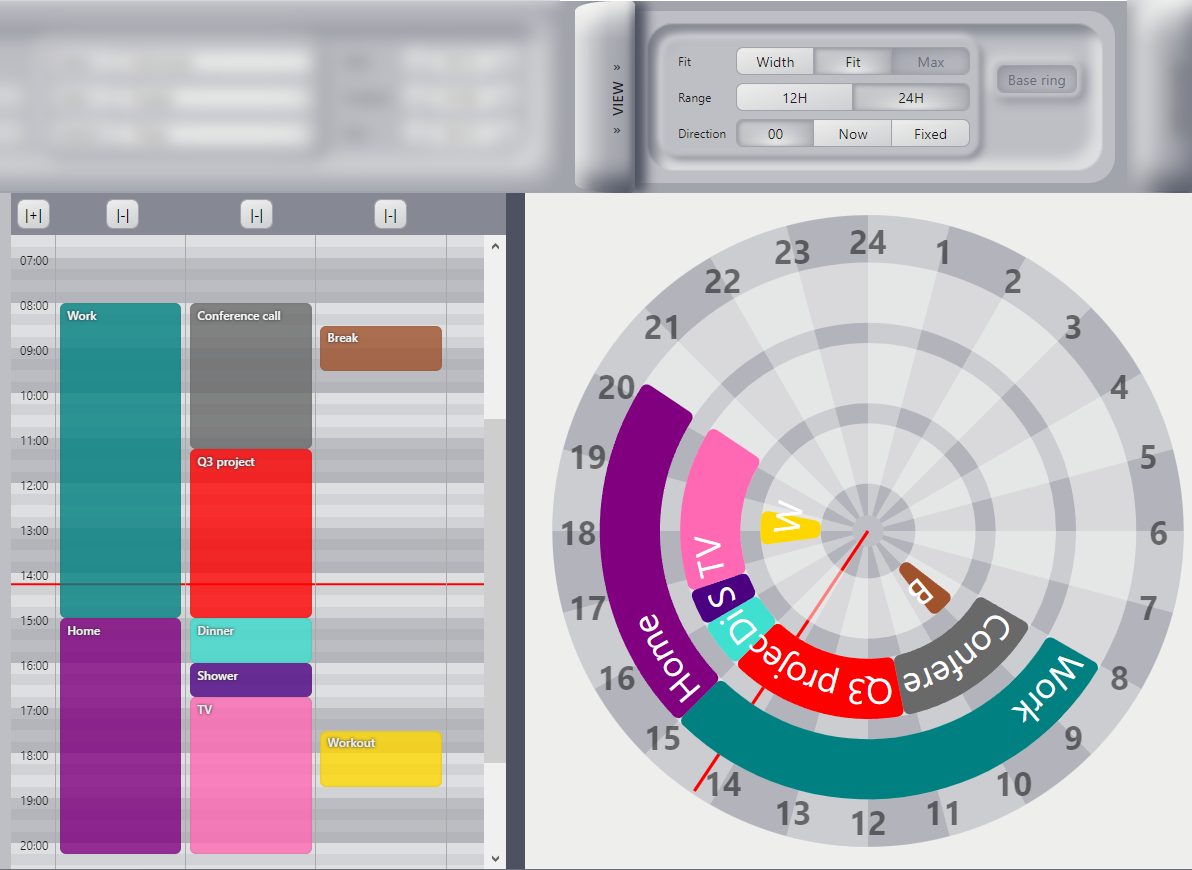 Fit Width Fit Max
Base ring
Range 12H 24H
Direction 00 Now Fixed
» VIEW »
|+| |-| |-| |-|
07:00
08:00
09:00
10:00
11:00
12:00
13:00
14:00
15:00
16:00
17:00
18:00
19:00
20:00
Work
Conference call
Break
Q3 project
Home
Dinner
Shower
TV
Workout
24
1
2
3
4
5
6
7
8
9
10
11
12
13
14
15
16
17
18
19
20
21
22
23
Home
TV
W
S
Di
Q3 projec
Confere
B
Work